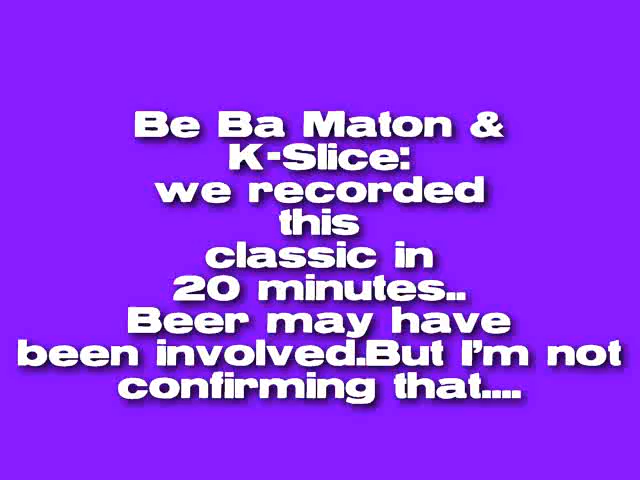 Be Ba Maton &
K-Slice:
we recorded
this
classic in
20 minutes..
Beer may have
been involved.But I'm not
confirming that....